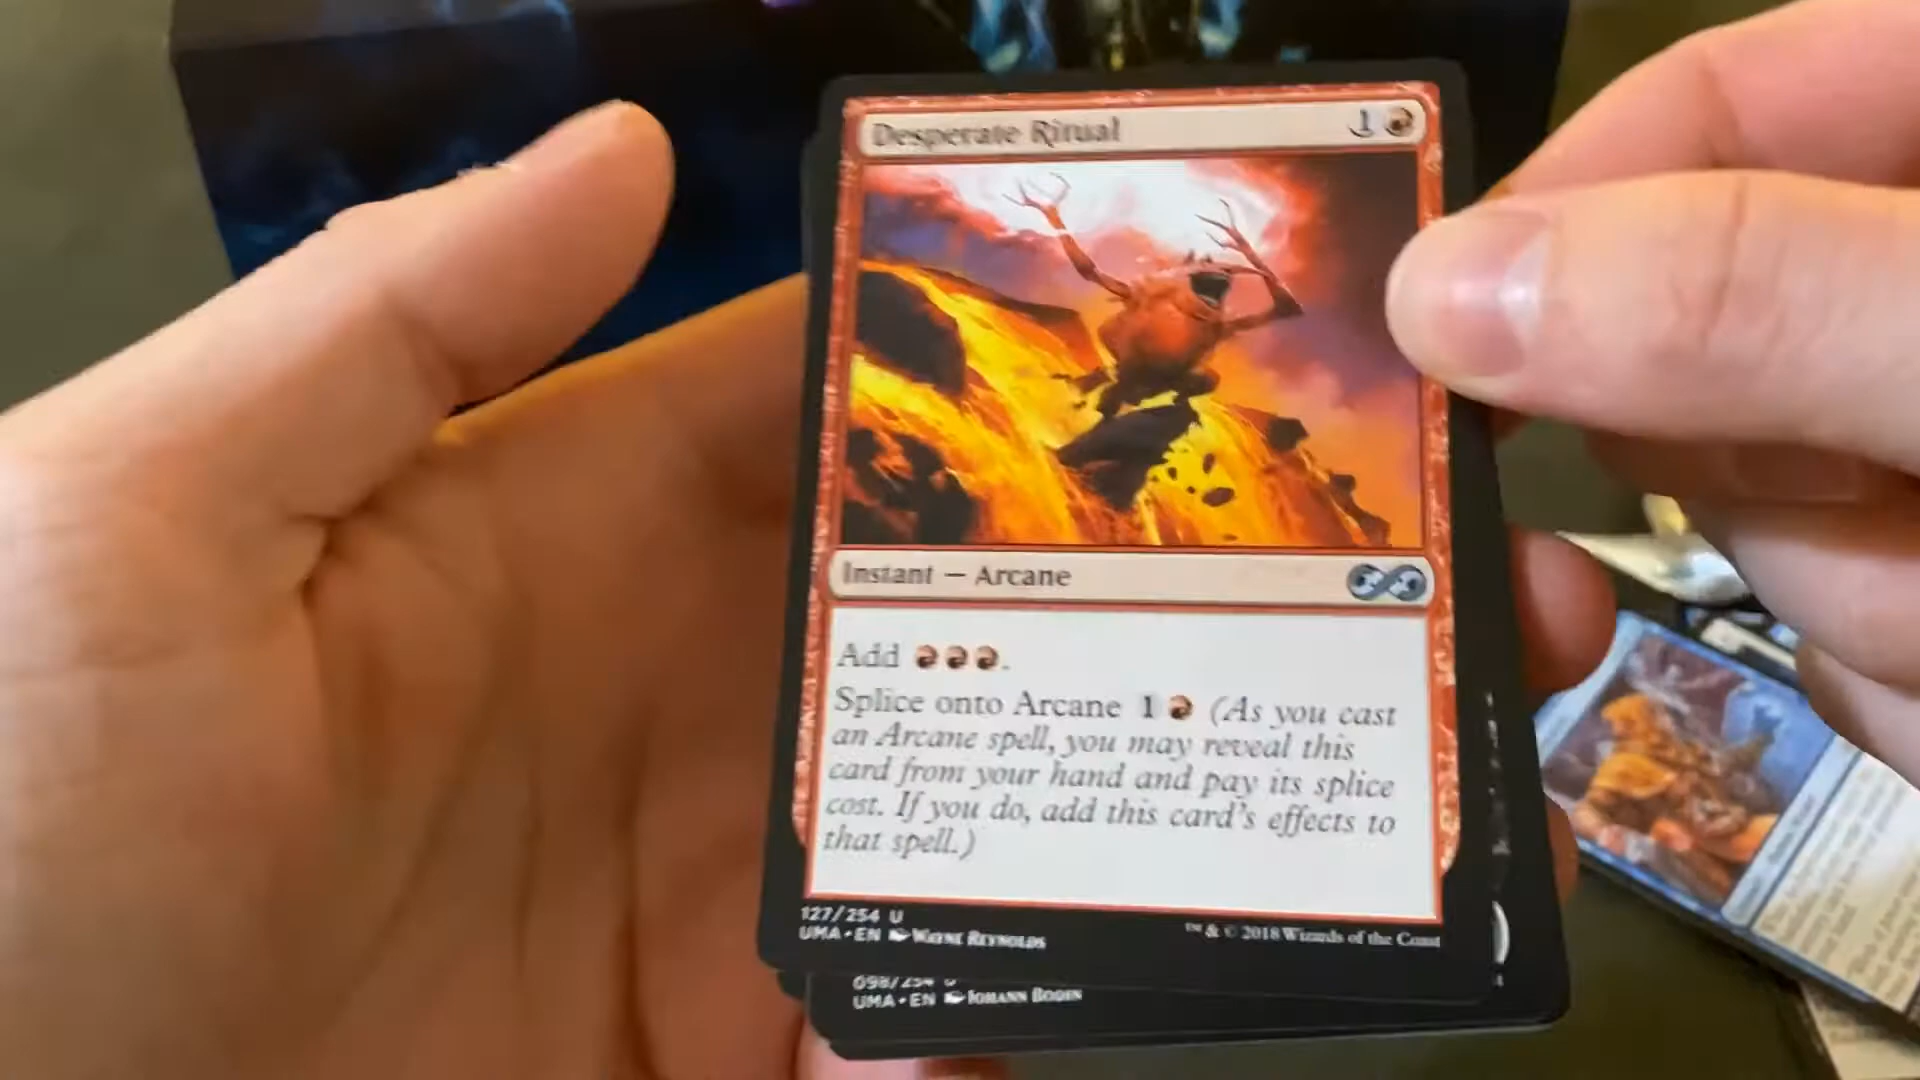 Desperate Ritual 1
Instant — Arcane
Add
Splice onto Arcane 1 (As you cast
an Arcane spell, you may reveal this
card from your hand and pay its splice
cost. If you do, add this card's effects to
that spell.)
127/254 U
UMA • EN Wayne Reynolds
™ & © 2018 Wizards of the Coast
098/254 U
UMA • EN Johann Bodin